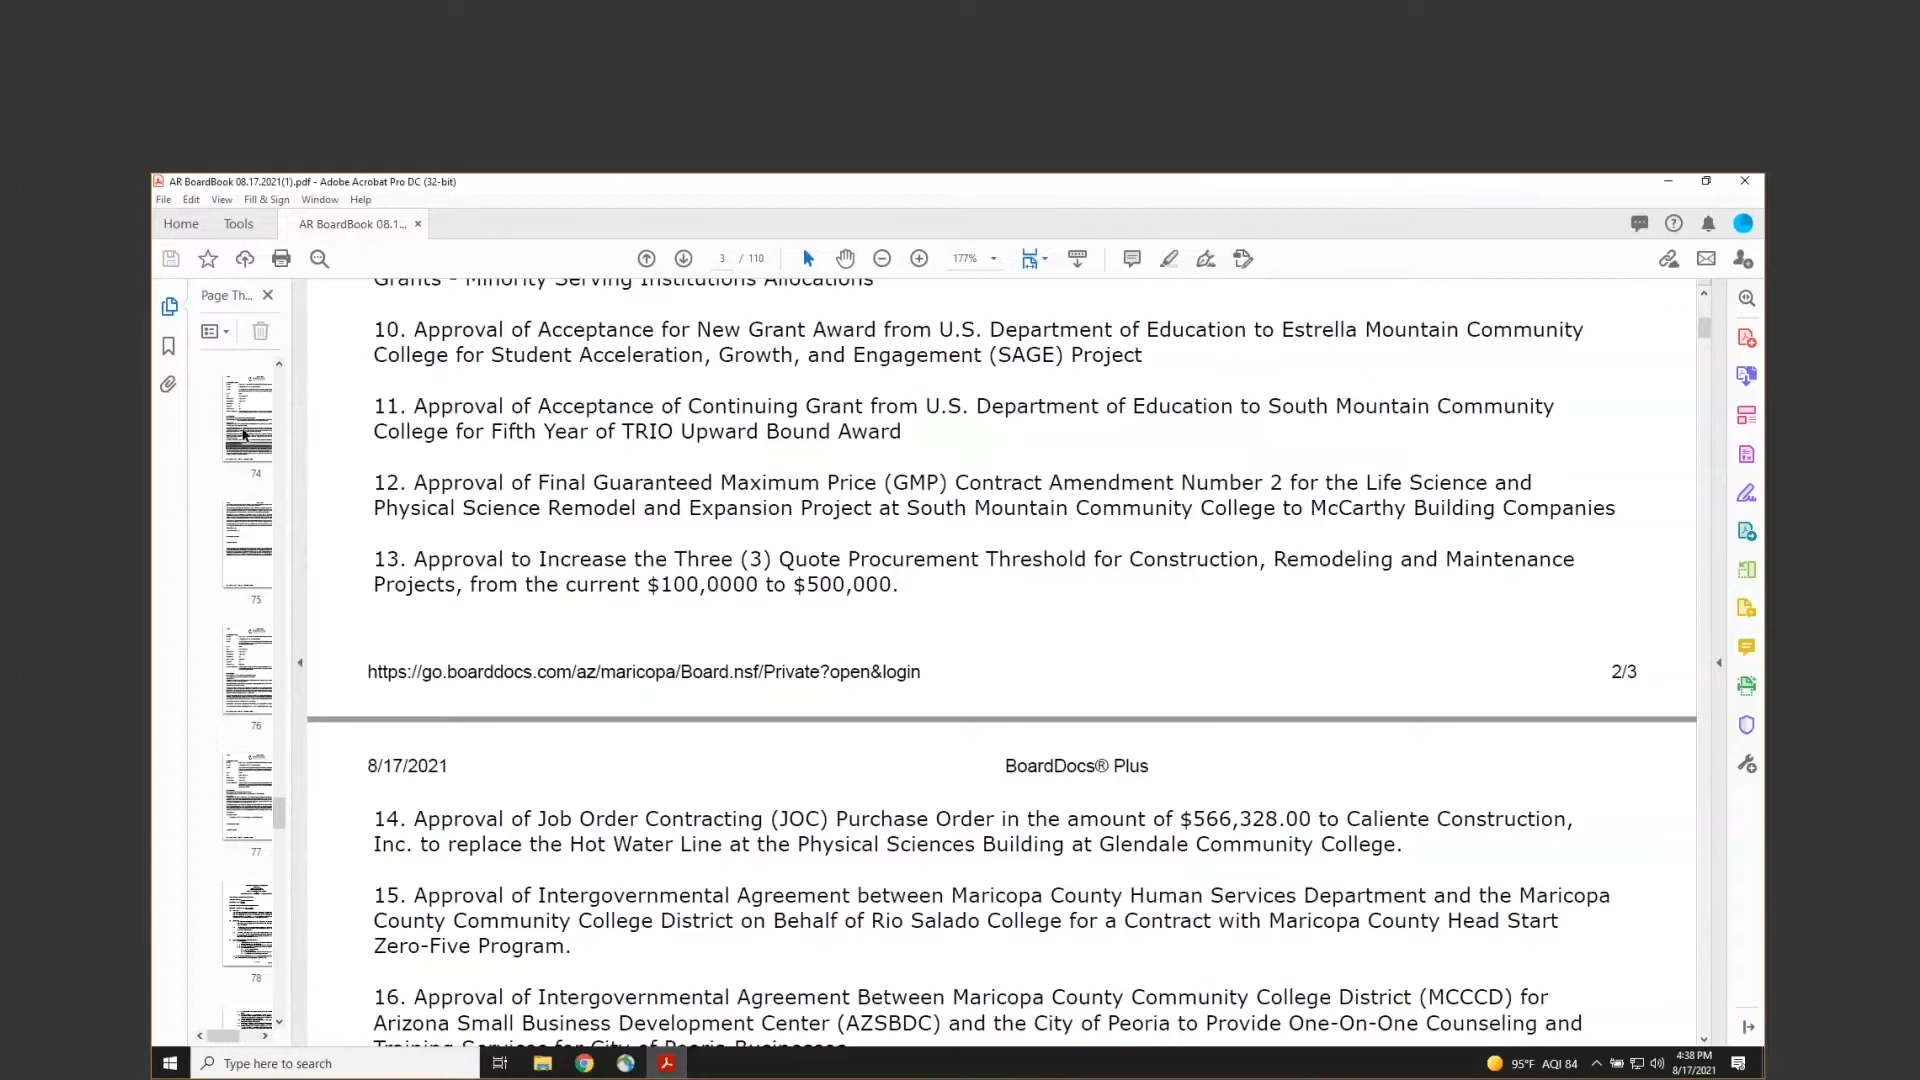 AR BoardBook 08.17.2021(1).pdf - Adobe Acrobat Pro DC (32-bit)
File Edit View Fill & Sign Window Help
Home Tools AR BoardBook 08.1... ×
3 / 110 177%
Page Th...
Grants - Minority Serving Institutions Allocations
10. Approval of Acceptance for New Grant Award from U.S. Department of Education to Estrella Mountain Community
College for Student Acceleration, Growth, and Engagement (SAGE) Project
11. Approval of Acceptance of Continuing Grant from U.S. Department of Education to South Mountain Community
College for Fifth Year of TRIO Upward Bound Award
74
12. Approval of Final Guaranteed Maximum Price (GMP) Contract Amendment Number 2 for the Life Science and
Physical Science Remodel and Expansion Project at South Mountain Community College to McCarthy Building Companies
13. Approval to Increase the Three (3) Quote Procurement Threshold for Construction, Remodeling and Maintenance
Projects, from the current $100,0000 to $500,000.
75
https://go.boarddocs.com/az/maricopa/Board.nsf/Private?open&login 2/3
76
8/17/2021 BoardDocs® Plus
14. Approval of Job Order Contracting (JOC) Purchase Order in the amount of $566,328.00 to Caliente Construction,
Inc. to replace the Hot Water Line at the Physical Sciences Building at Glendale Community College.
77
15. Approval of Intergovernmental Agreement between Maricopa County Human Services Department and the Maricopa
County Community College District on Behalf of Rio Salado College for a Contract with Maricopa County Head Start
Zero-Five Program.
78
16. Approval of Intergovernmental Agreement Between Maricopa County Community College District (MCCCD) for
Arizona Small Business Development Center (AZSBDC) and the City of Peoria to Provide One-On-One Counseling and
Training Services for City of Peoria Businesses
Type here to search
95°F AQI 84
4:38 PM
8/17/2021